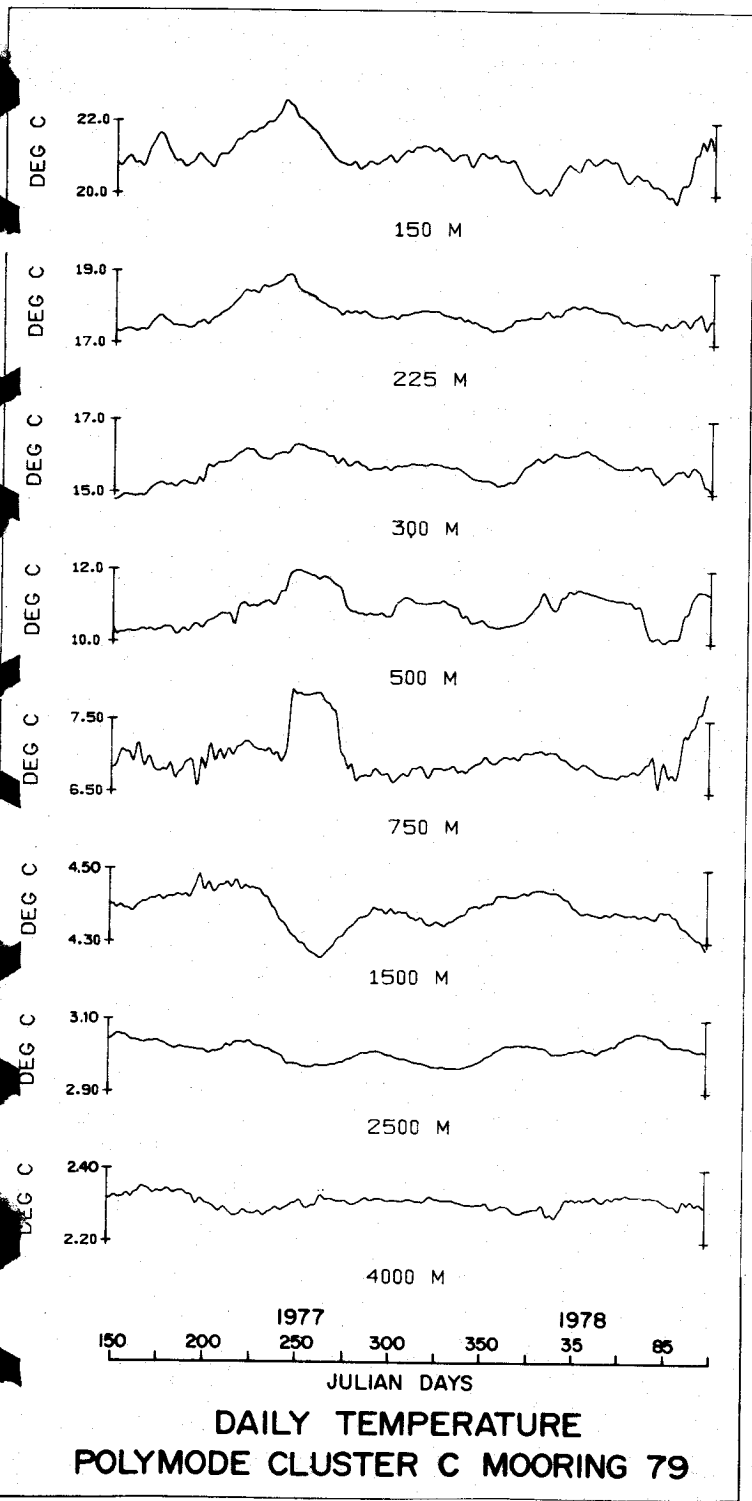 DEG C
22.0
20.0
150 M
DEG C
19.0
17.0
225 M
DEG C
17.0
15.0
300 M
DEG C
12.0
10.0
500 M
DEG C
7.50
6.50
750 M
DEG C
4.50
4.30
1500 M
DEG C
3.10
2.90
2500 M
DEG C
2.40
2.20
4000 M
1977 1978
150 200 250 300 350 35 85
JULIAN DAYS
DAILY TEMPERATURE
POLYMODE CLUSTER C MOORING 79